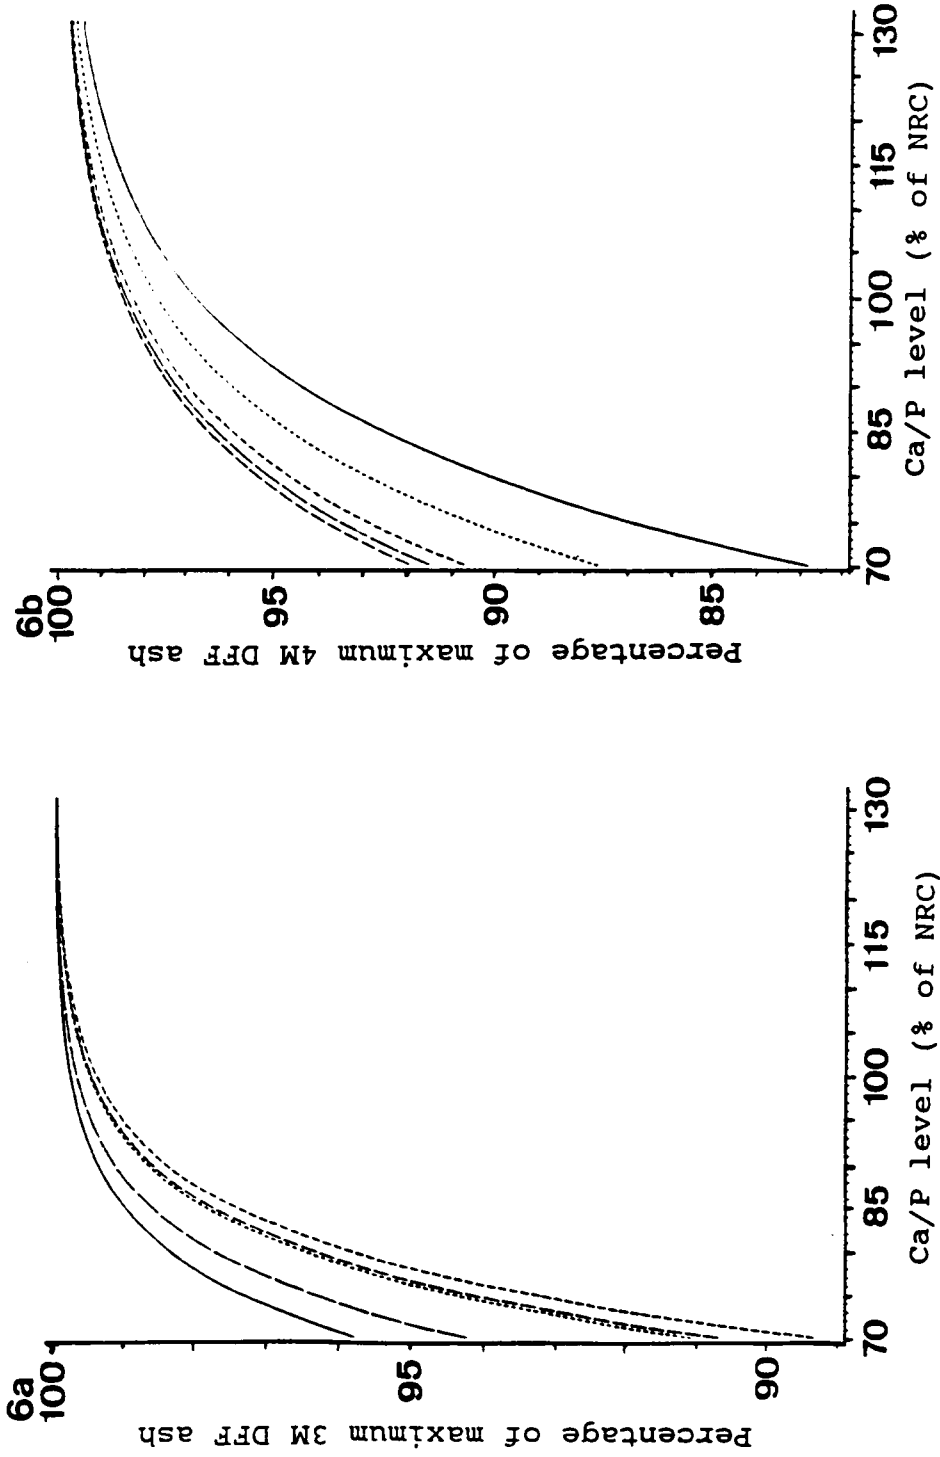 6a
100
95
90
Percentage of maximum 3M DFF ash
70
85
100
115
130
Ca/P level (% of NRC)
6b
100
95
90
85
Percentage of maximum 4M DFF ash
70
85
100
115
130
Ca/P level (% of NRC)